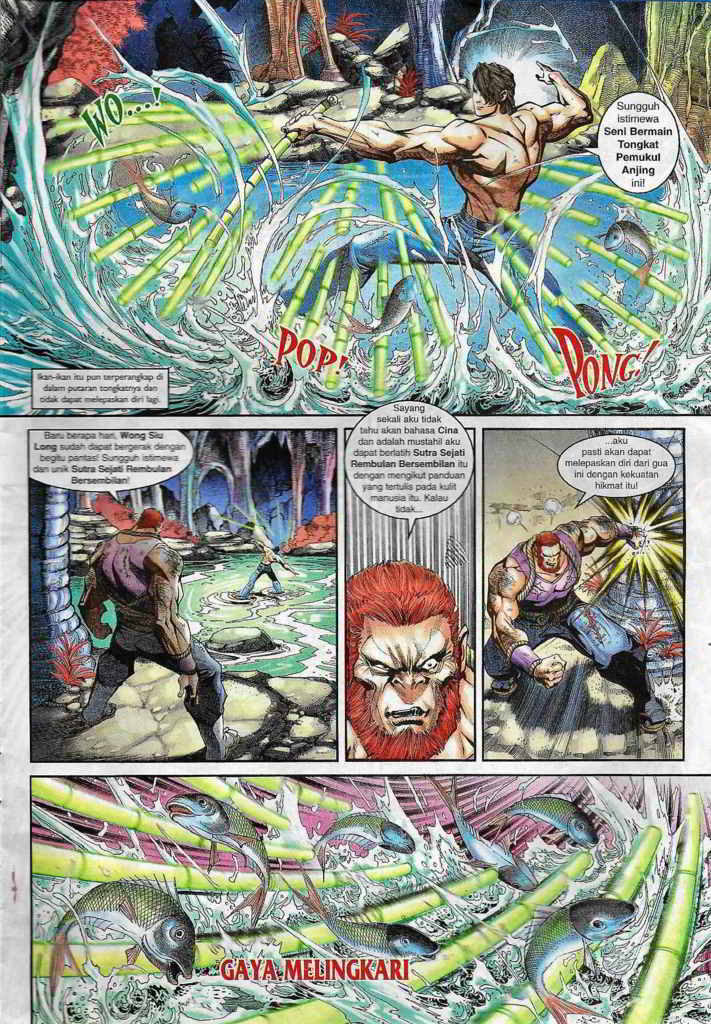 WO...!
Sungguh
istimewa
Seni Bermain
Tongkat
Pemukul
Anjing
ini!
POP!
PONG!
Ikan-ikan itu pun terperangkap di
dalam putaran tongkatnya dan
tidak dapat melepaskan diri lagi.
Baru berapa hari, Wong Siu
Long sudah dapat bergerak dengan
begitu pantas! Sungguh istimewa
dan unik Sutra Sejati Rembulan
Bersembilan!
Sayang
sekali aku tidak
tahu akan bahasa Cina
dan adalah mustahil aku
dapat berlatih Sutra Sejati
Rembulan Bersembilan itu
dengan mengikut panduan
yang tertulis pada kulit
manusia itu. Kalau
tidak...
...aku
pasti akan dapat
melepaskan diri dari gua
ini dengan kekuatan
hikmat itu!
GAYA MELINGKARI